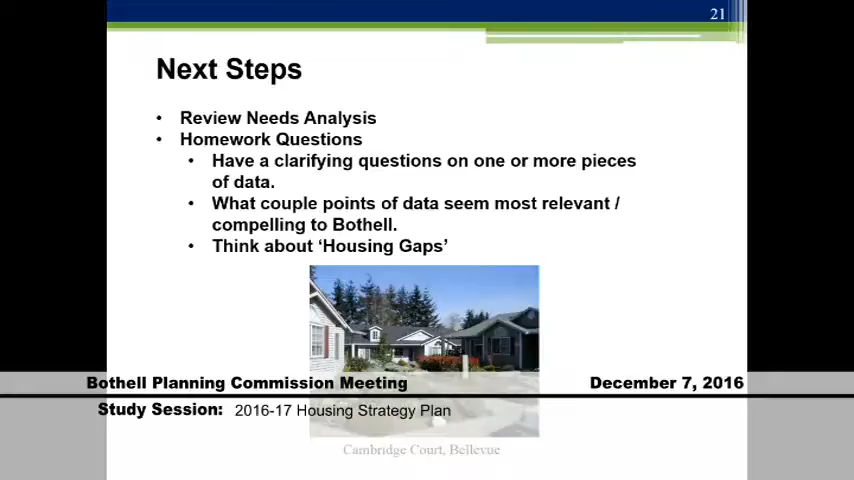 21
Next Steps
• Review Needs Analysis
• Homework Questions
• Have a clarifying questions on one or more pieces
of data.
• What couple points of data seem most relevant /
compelling to Bothell.
• Think about ‘Housing Gaps’
Bothell Planning Commission Meeting December 7, 2016
Study Session: 2016-17 Housing Strategy Plan
Cambridge Court, Bellevue